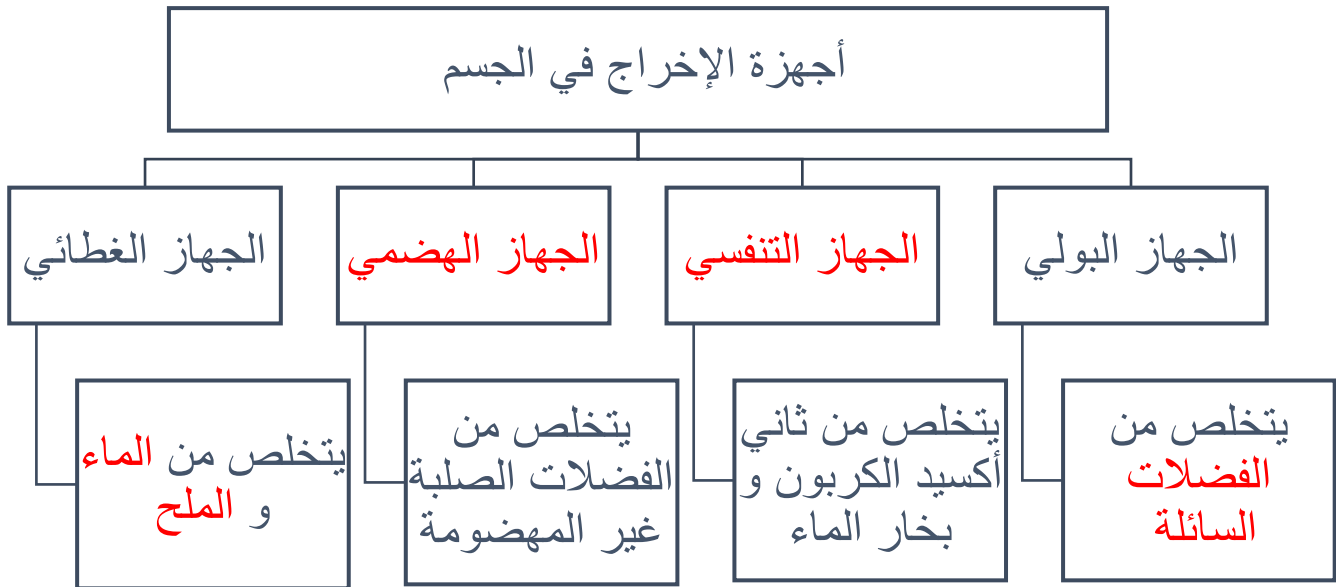 أجهزة الإخراج في الجسم
الجهاز البولي
الجهاز التنفسي
الجهاز الهضمي
الجهاز الغطائي
يتخلص من
الفضلات
السائلة
يتخلص من ثاني
أكسيد الكربون و
بخار الماء
يتخلص من
الفضلات الصلبة
غير المهضومة
يتخلص من الماء
و الملح